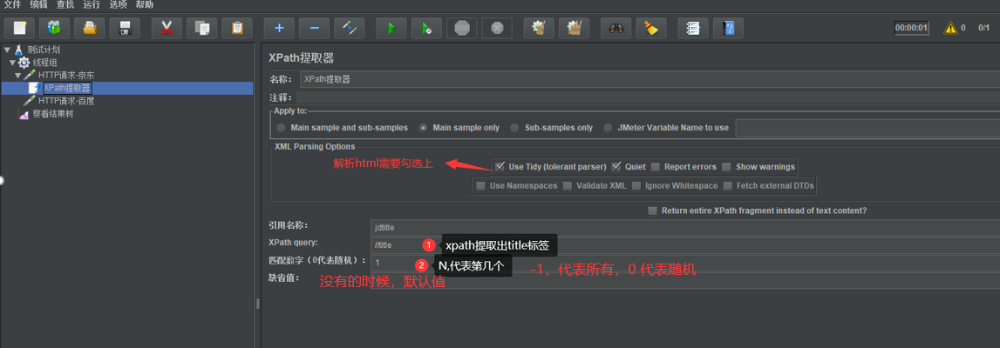 文件 编辑 查找 运行 选项 帮助
00:00:01 0 0/1
测试计划
线程组
HTTP请求-京东
XPath提取器
HTTP请求-百度
察看结果树
XPath提取器
名称: XPath提取器
注释:
Apply to:
Main sample and sub-samples Main sample only Sub-samples only JMeter Variable Name to use
XML Parsing Options
解析html需要勾选上
Use Tidy (tolerant parser) Quiet Report errors Show warnings
Use Namespaces Validate XML Ignore Whitespace Fetch external DTDs
Return entire XPath fragment instead of text content?
引用名称: jdtitle
XPath query: //title 1 xpath提取出title标签
匹配数字（0代表随机）: 1 2 N,代表第几个 -1，代表所有，0 代表随机
缺省值: 没有的时候，默认值